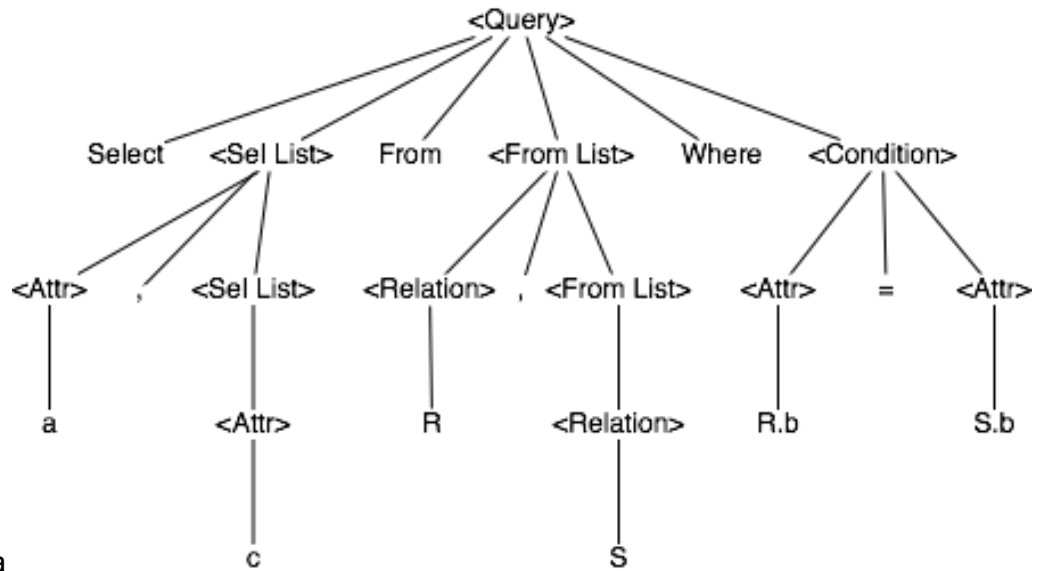 <Query>
Select <Sel List> From <From List> Where <Condition>
<Attr> , <Sel List> <Relation> , <From List> <Attr> = <Attr>
a <Attr> R <Relation> R.b S.b
a c S